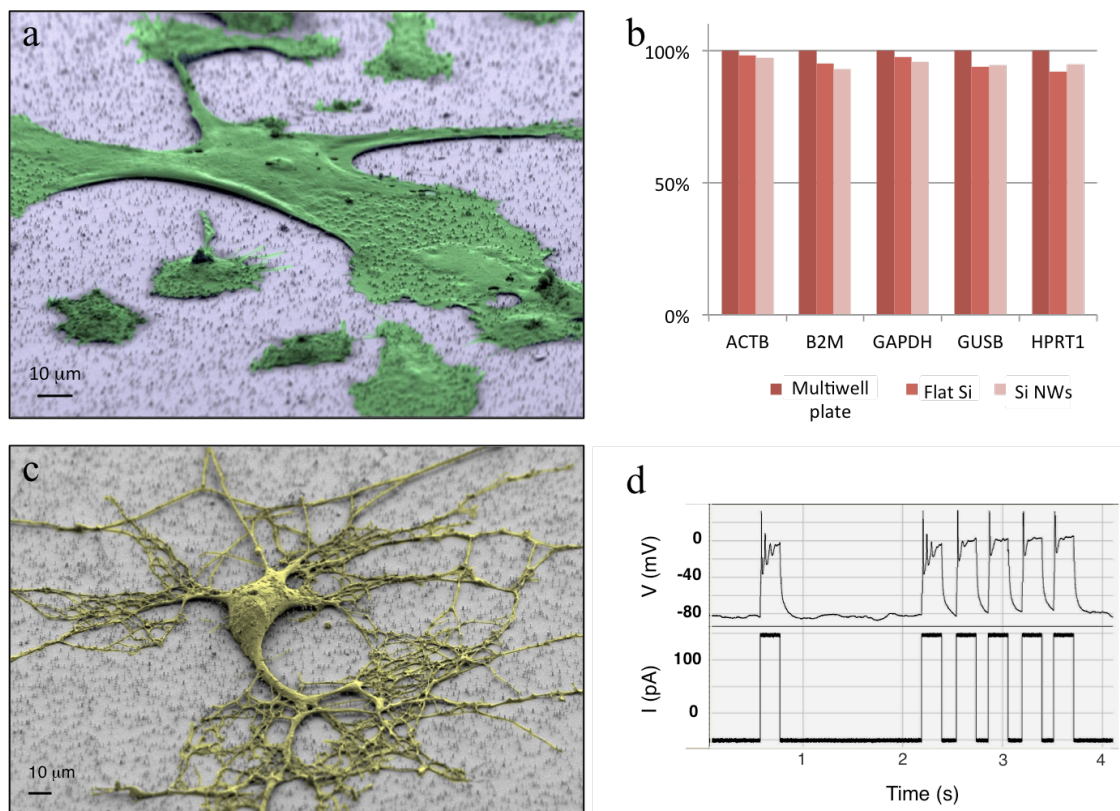 a
10 μm
b
100%
50%
0%
ACTB B2M GAPDH GUSB HPRT1
Multiwell plate
Flat Si
Si NWs
c
10 μm
d
V (mV)
0
-40
-80
I (pA)
100
0
1 2 3 4
Time (s)